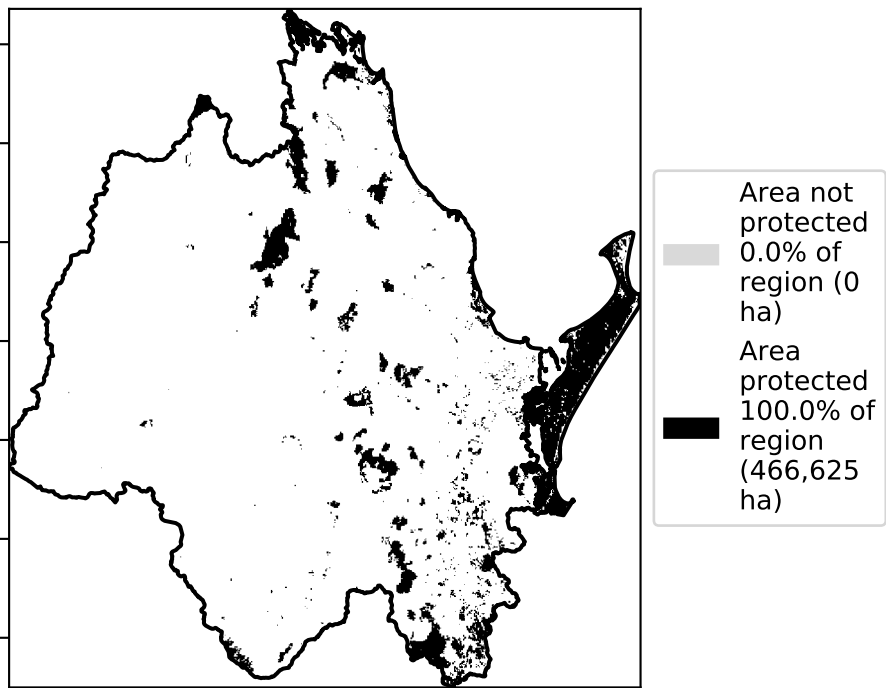 Area not
protected
0.0% of
region (0
ha)
Area
protected
100.0% of
region
(466,625
ha)